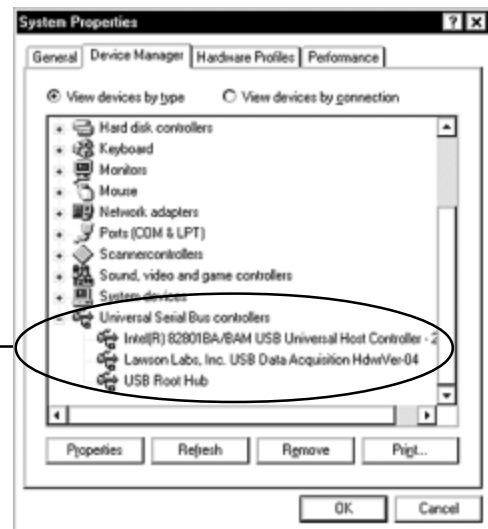 System Properties
? X
General Device Manager Hardware Profiles Performance
View devices by type View devices by connection
Hard disk controllers
Keyboard
Monitors
Mouse
Network adapters
Ports (COM & LPT)
Scannercontrollers
Sound, video and game controllers
System devices
Universal Serial Bus controllers
Intel(R) 82801BA/BAM USB Universal Host Controller - 2
Lawson Labs, Inc. USB Data Acquisition HdwrVer-04
USB Root Hub
Properties Refresh Remove Print...
OK Cancel